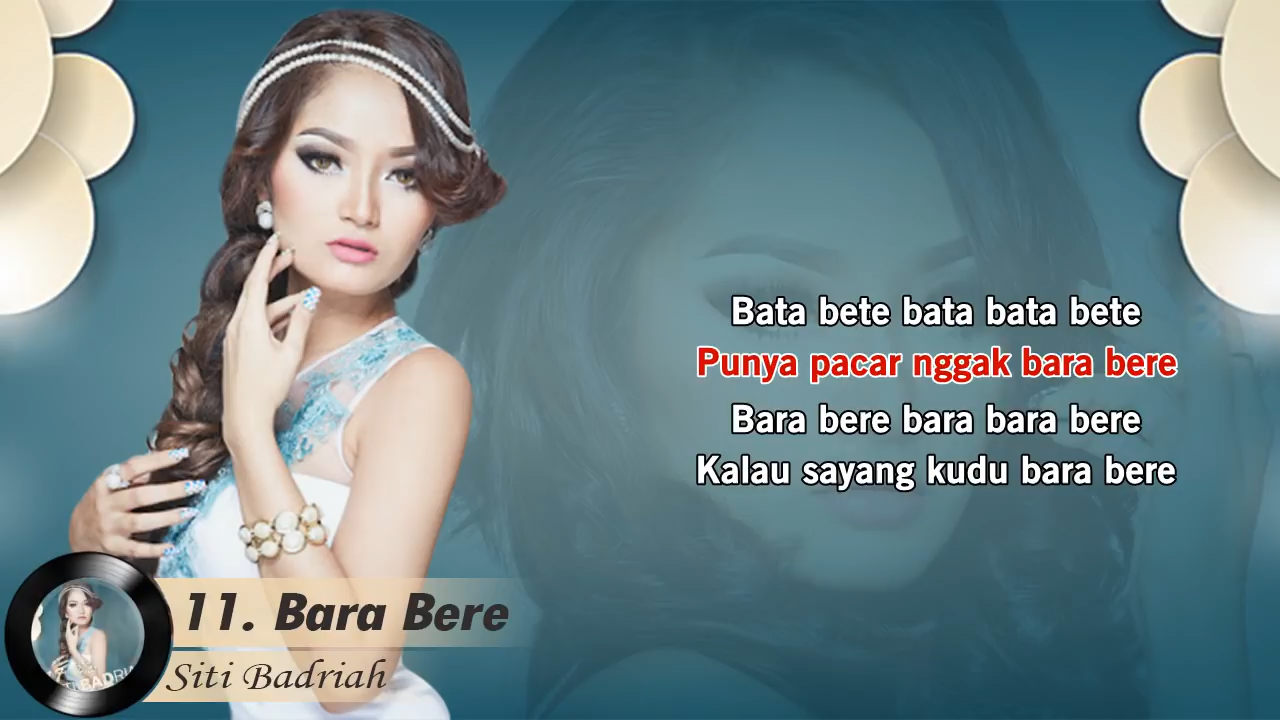 Bata bete bata bata bete
Punya pacar nggak bara bere
Bara bere bara bara bere
Kalau sayang kudu bara bere
11. Bara Bere
Siti Badriah